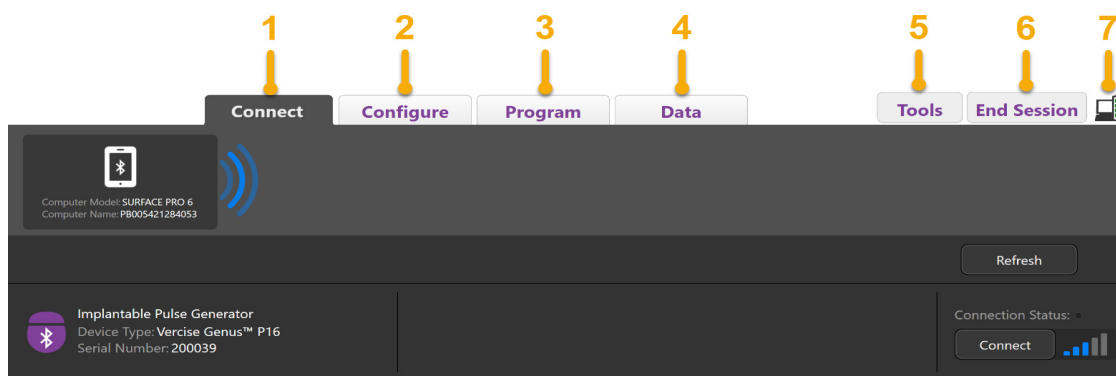 1 2 3 4 5 6 7
Connect Configure Program Data Tools End Session
Computer Model: SURFACE PRO 6
Computer Name: PB005421284053
Refresh
Implantable Pulse Generator
Device Type: Vercise Genus™ P16
Serial Number: 200039
Connection Status:
Connect